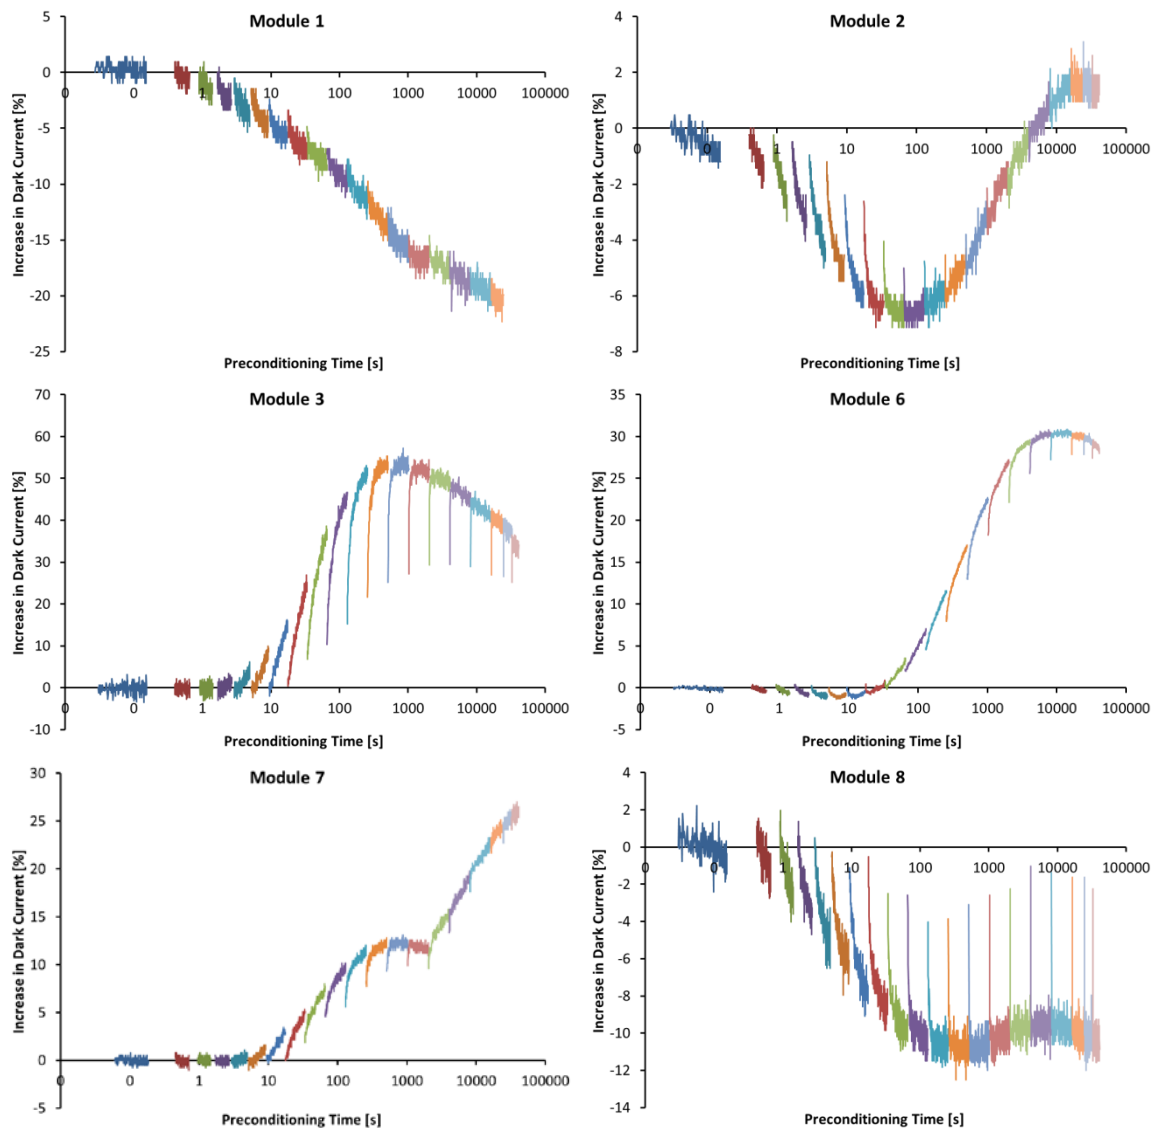 Module 1
Increase in Dark Current [%]
5
0
-5
-10
-15
-20
-25
0 0 1 10 100 1000 10000 100000
Preconditioning Time [s]
Module 2
Increase in Dark Current [%]
4
2
0
-2
-4
-6
-8
0 0 1 10 100 1000 10000 100000
Preconditioning Time [s]
Module 3
Increase in Dark Current [%]
70
60
50
40
30
20
10
0
-10
0 0 1 10 100 1000 10000 100000
Preconditioning Time [s]
Module 6
Increase in Dark Current [%]
35
30
25
20
15
10
5
0
-5
0 0 1 10 100 1000 10000 100000
Preconditioning Time [s]
Module 7
Increase in Dark Current [%]
30
25
20
15
10
5
0
-5
0 0 1 10 100 1000 10000 100000
Preconditioning Time [s]
Module 8
Increase in Dark Current [%]
4
2
0
-2
-4
-6
-8
-10
-12
-14
0 0 1 10 100 1000 10000 100000
Preconditioning Time [s]